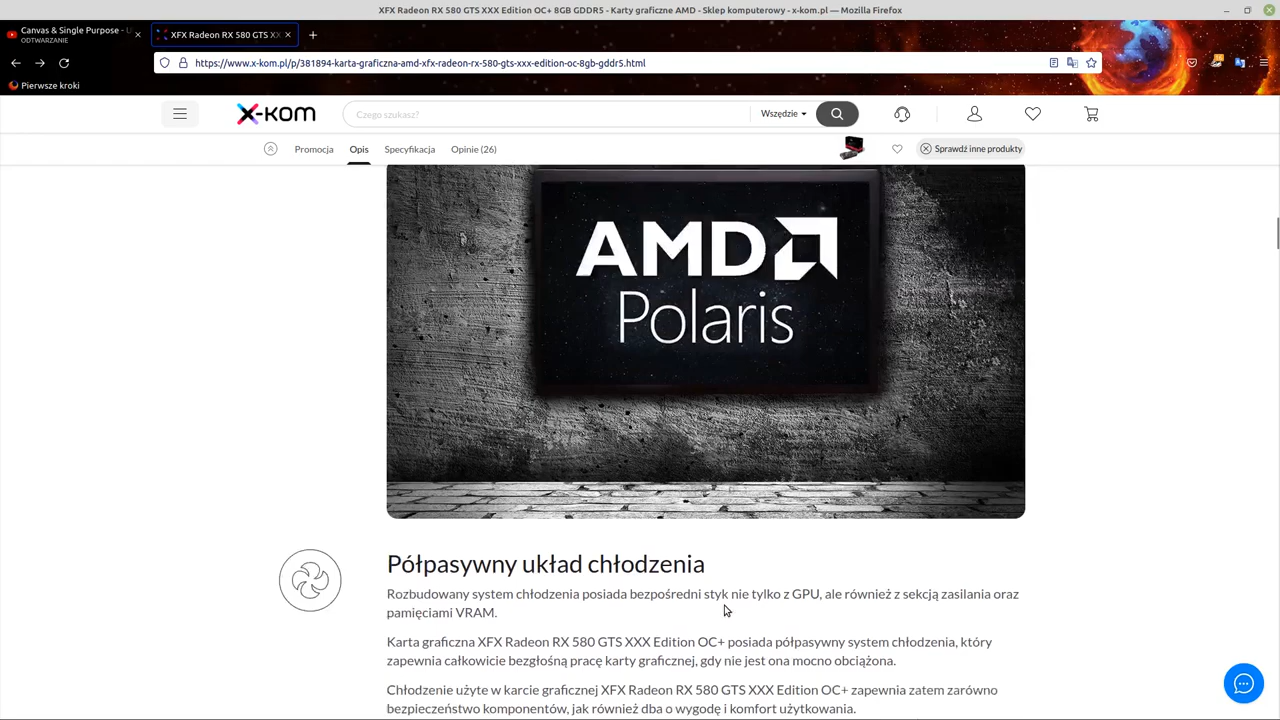 XFX Radeon RX 580 GTS XXX Edition OC+ 8GB GDDR5 - Karty graficzne AMD - Sklep komputerowy - x-kom.pl — Mozilla Firefox
Canvas & Single Purpose - U
ODTWARZANIE
XFX Radeon RX 580 GTS XX
https://www.x-kom.pl/p/381894-karta-graficzna-amd-xfx-radeon-rx-580-gts-xxx-edition-oc-8gb-gddr5.html
Pierwsze kroki
x-kom
Czego szukasz?
Wszędzie
Promocja
Opis
Specyfikacja
Opinie (26)
Sprawdź inne produkty
AMD
Polaris
Półpasywny układ chłodzenia
Rozbudowany system chłodzenia posiada bezpośredni styk nie tylko z GPU, ale również z sekcją zasilania oraz
pamięciami VRAM.
Karta graficzna XFX Radeon RX 580 GTS XXX Edition OC+ posiada półpasywny system chłodzenia, który
zapewnia całkowicie bezgłośną pracę karty graficznej, gdy nie jest ona mocno obciążona.
Chłodzenie użyte w karcie graficznej XFX Radeon RX 580 GTS XXX Edition OC+ zapewnia zatem zarówno
bezpieczeństwo komponentów, jak również dba o wygodę i komfort użytkowania.